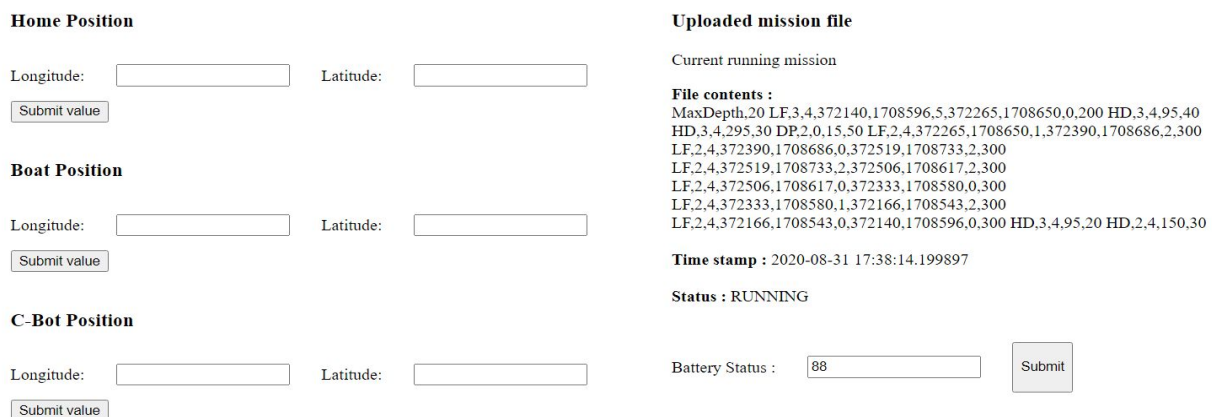 Home Position
Longitude: Latitude:
Submit value
Boat Position
Longitude: Latitude:
Submit value
C-Bot Position
Longitude: Latitude:
Submit value
Uploaded mission file
Current running mission
File contents :
MaxDepth,20 LF,3,4,372140,1708596,5,372265,1708650,0,200 HD,3,4,95,40
HD,3,4,295,30 DP,2,0,15,50 LF,2,4,372265,1708650,1,372390,1708686,2,300
LF,2,4,372390,1708686,0,372519,1708733,2,300
LF,2,4,372519,1708733,2,372506,1708617,2,300
LF,2,4,372506,1708617,0,372333,1708580,0,300
LF,2,4,372333,1708580,1,372166,1708543,2,300
LF,2,4,372166,1708543,0,372140,1708596,0,300 HD,3,4,95,20 HD,2,4,150,30
Time stamp : 2020-08-31 17:38:14.199897
Status : RUNNING
Battery Status : 88 Submit